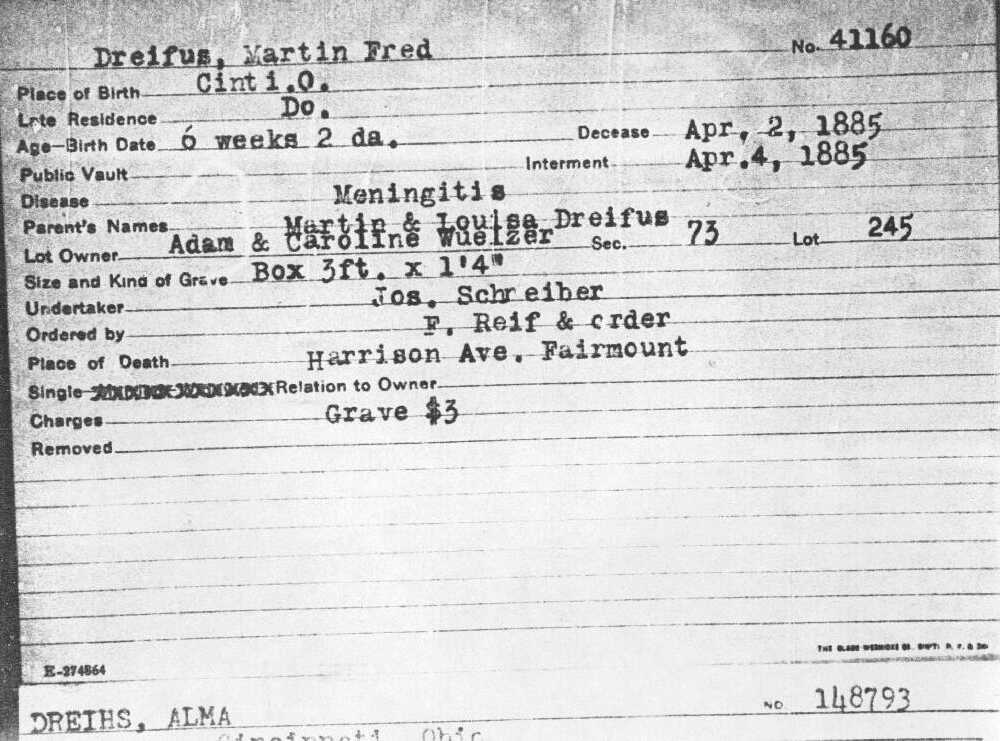 Dreifus, Martin Fred No. 41160
Place of Birth Cinti.O.
Late Residence Do.
Age-Birth Date 6 weeks 2 da. Decease Apr, 2, 1885
Public Vault Interment Apr.4, 1885
Disease Meningitis
Parent's Names Martin & Louisa Dreifus
Lot Owner Adam & Caroline Wuelzer Sec. 73 Lot 245
Size and Kind of Grave Box 3ft. x 1'4"
Undertaker Jos. Schreiber
Ordered by F. Reif & order
Place of Death Harrison Ave. Fairmount
Single Relation to Owner
Charges Grave $3
Removed
E-274564
DREIHS, ALMA No 148793
Cincinnati Ohio